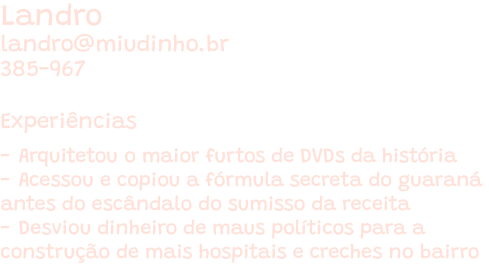 Landro
landro@miudinho.br
385-967
Experiências
- Arquitetou o maior furtos de DVDs da história
- Acessou e copiou a fórmula secreta do guaraná
antes do escândalo do sumisso da receita
- Desviou dinheiro de maus políticos para a
construção de mais hospitais e creches no bairro